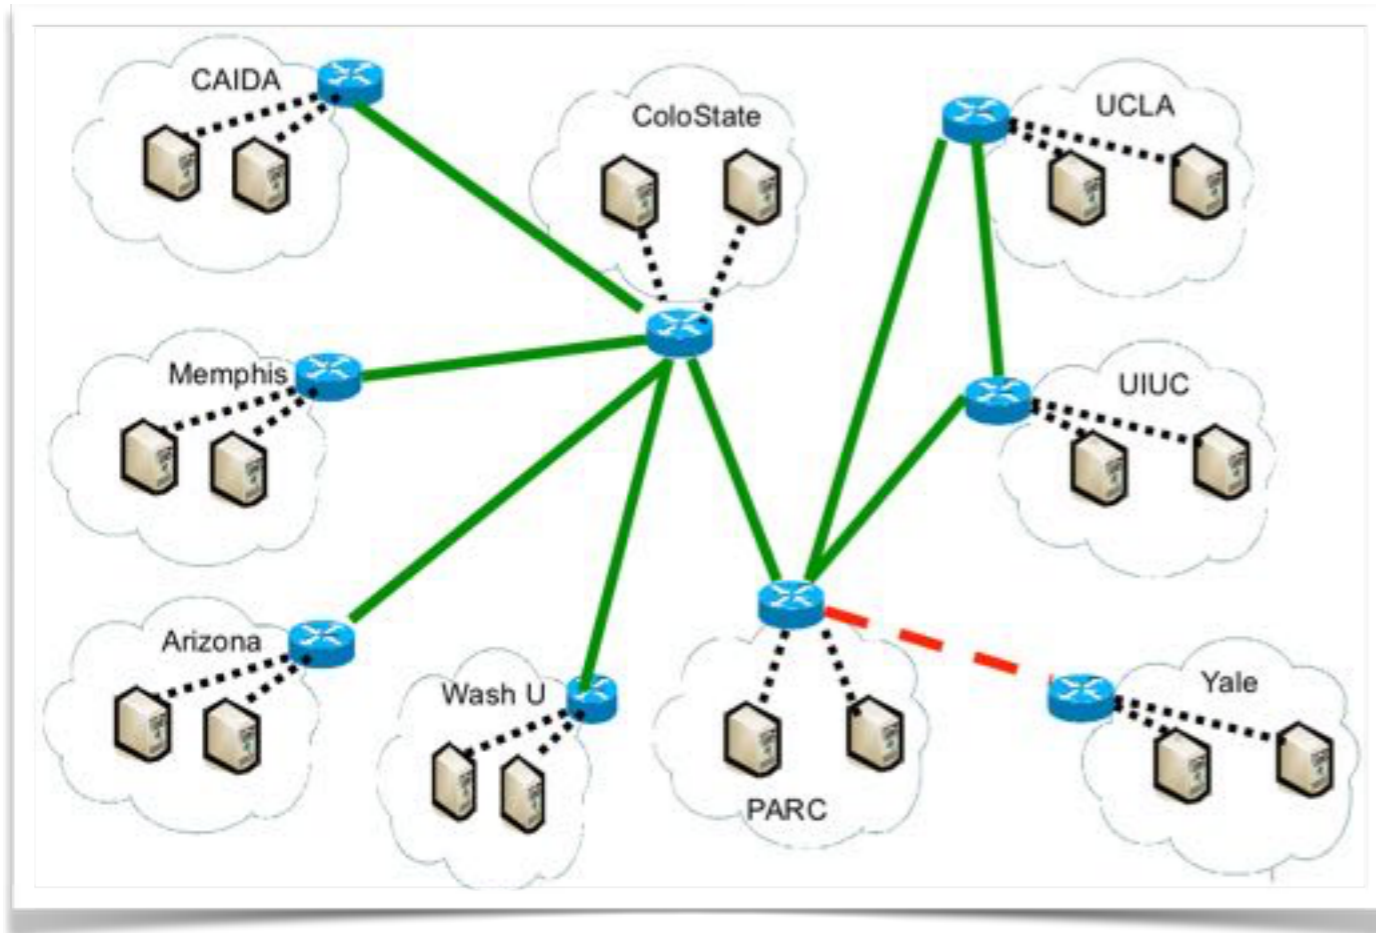 CAIDA
ColoState
UCLA
Memphis
UIUC
Arizona
Wash U
Yale
PARC